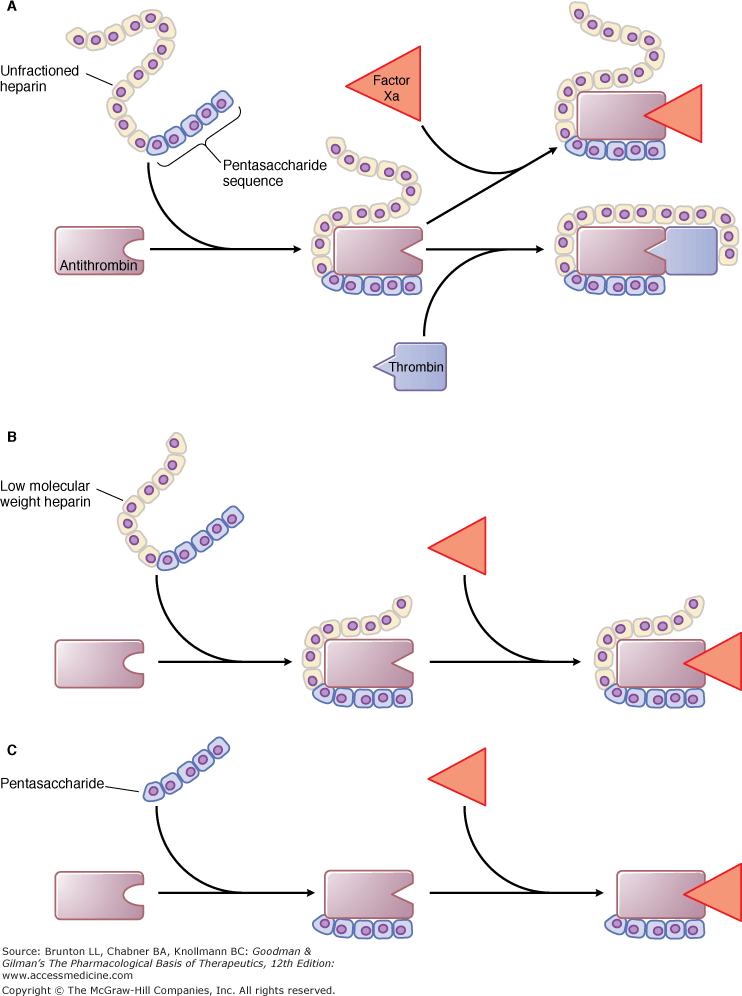 A
Unfractioned
heparin
Factor
Xa
Pentasaccharide
sequence
Antithrombin
Thrombin
B
Low molecular
weight heparin
C
Pentasaccharide
Source: Brunton LL, Chabner BA, Knollmann BC: Goodman &
Gilman's The Pharmacological Basis of Therapeutics, 12th Edition:
www.accessmedicine.com
Copyright © The McGraw-Hill Companies, Inc. All rights reserved.